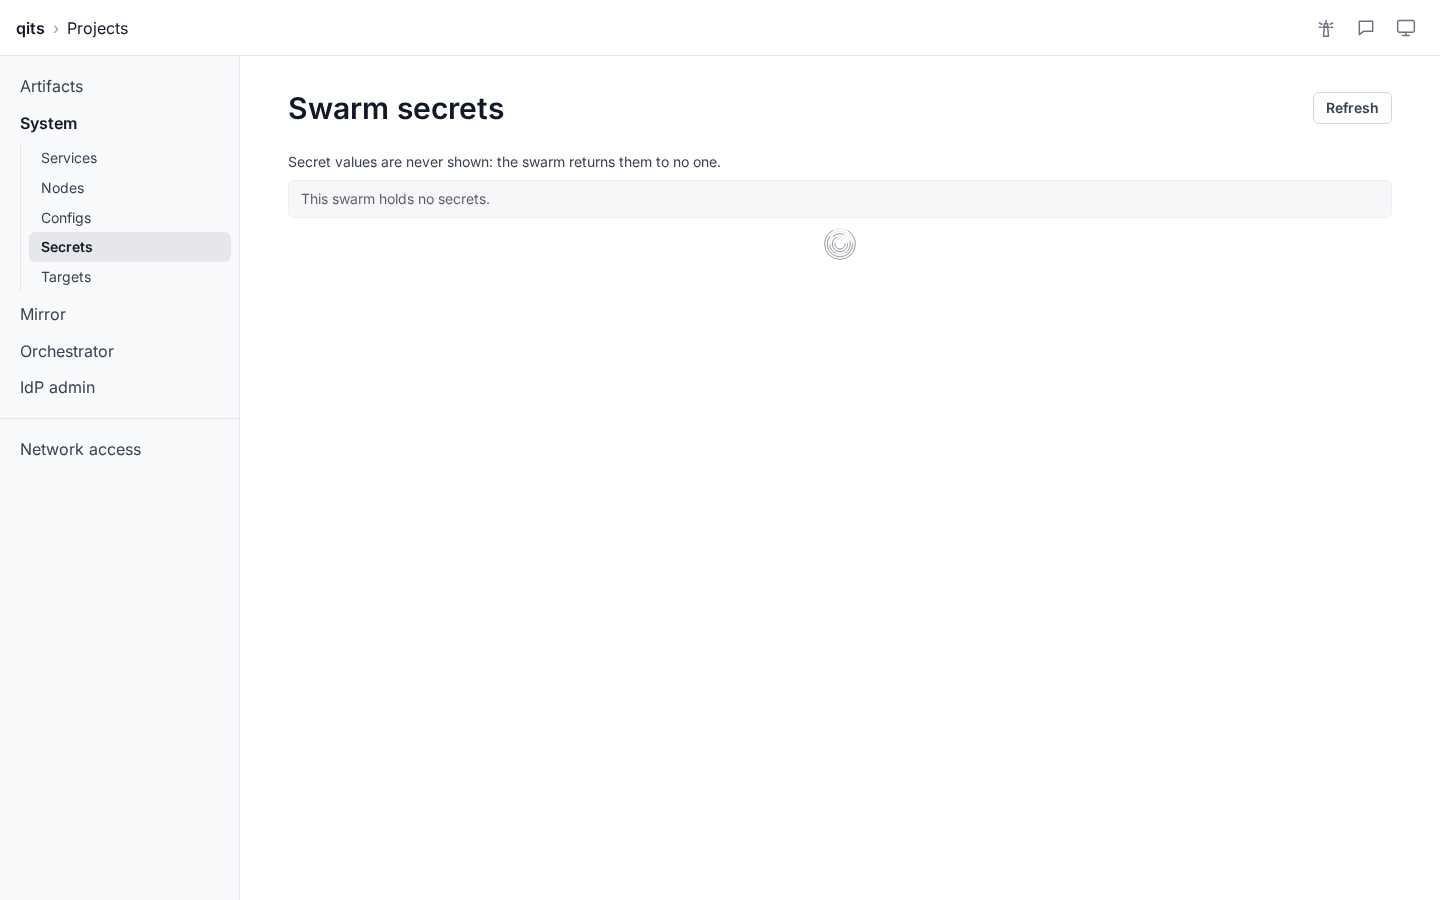 qits › Projects
Artifacts
System
Services
Nodes
Configs
Secrets
Targets
Mirror
Orchestrator
IdP admin
Network access
Swarm secrets
Refresh
Secret values are never shown: the swarm returns them to no one.
This swarm holds no secrets.